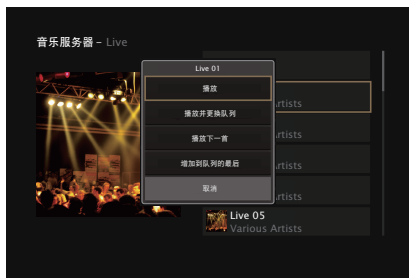 音乐服务器 – Live
Live 01
播放
播放并更换队列
播放下一首
增加到队列的最后
取消
Artists
Artists
Artists
Artists
Live 05
Various Artists